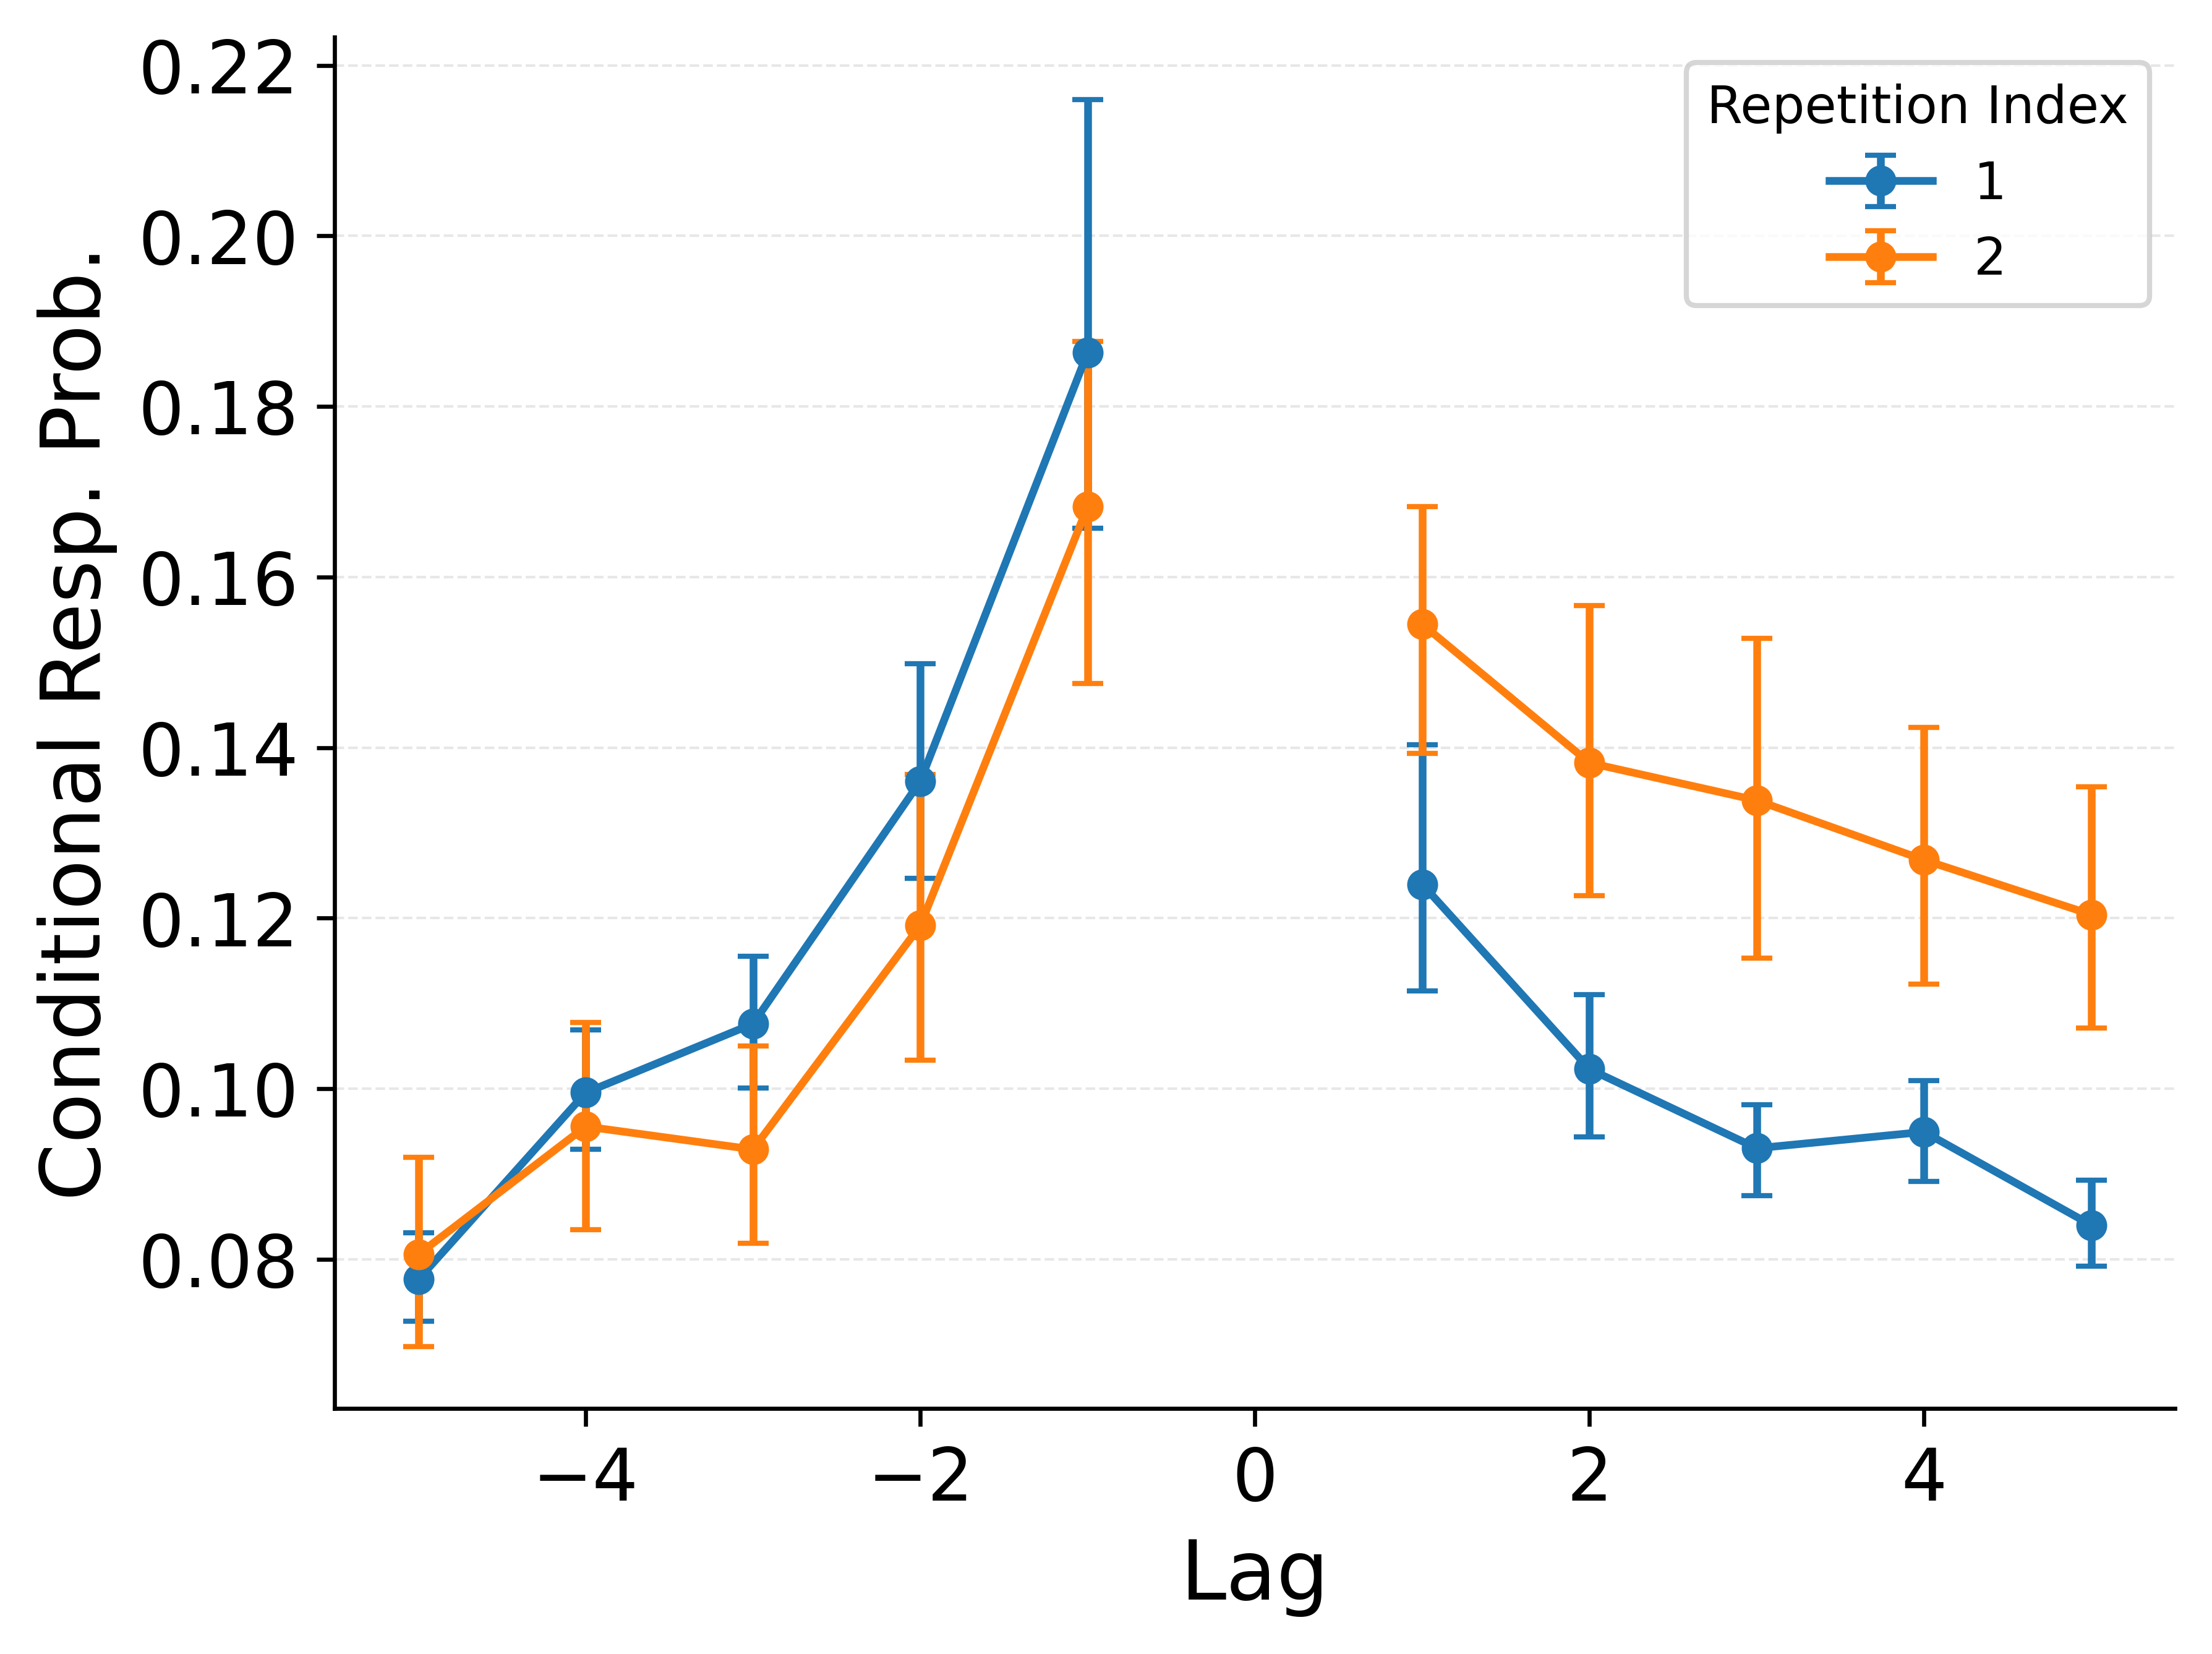 Conditional Resp. Prob.
0.22
0.20
0.18
0.16
0.14
0.12
0.10
0.08
−4 −2 0 2 4
Lag
Repetition Index
1
2